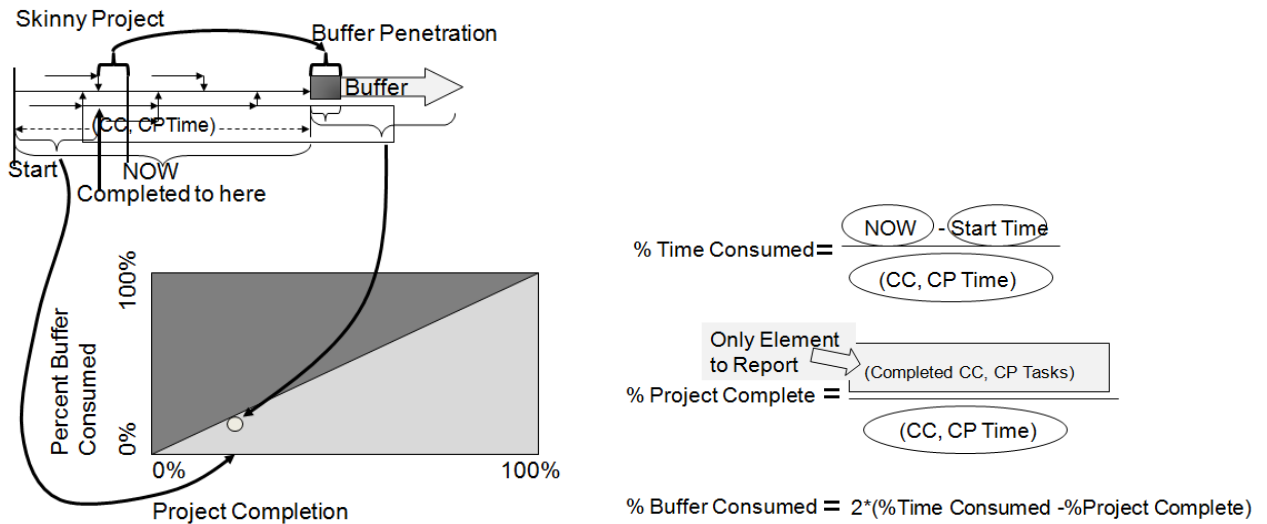 Skinny Project
Buffer Penetration
Buffer
(CC, CPTime)
Start
NOW
Completed to here
100%
Percent Buffer
Consumed
0%
0%
100%
Project Completion
% Time Consumed =
NOW - Start Time
(CC, CP Time)
Only Element
to Report
(Completed CC, CP Tasks)
% Project Complete =
(CC, CP Time)
% Buffer Consumed = 2*(%Time Consumed -%Project Complete)